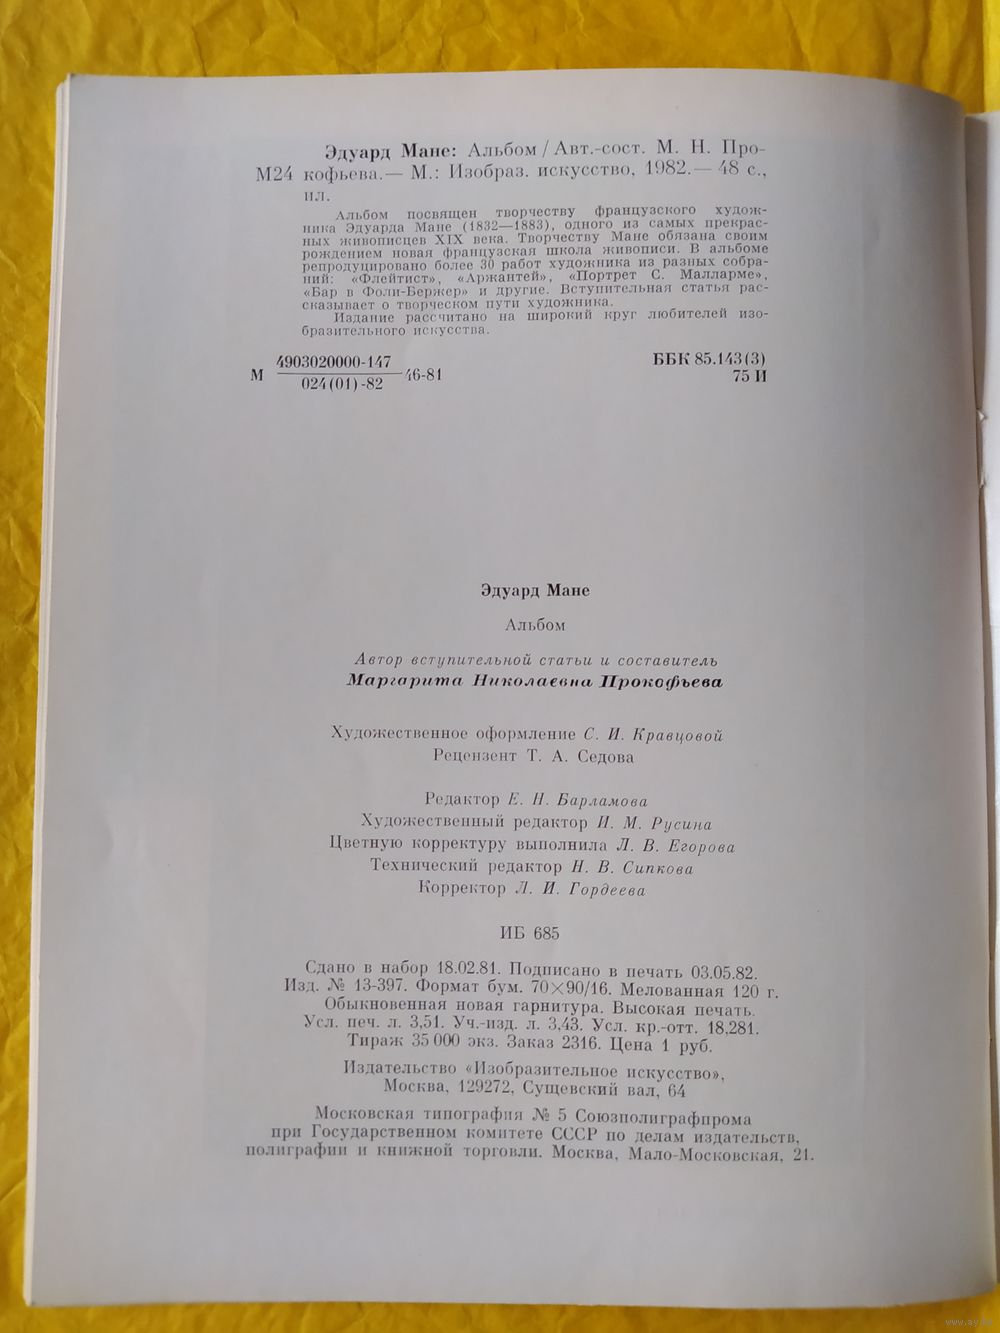 Эдуард Мане: Альбом / Авт.-сост. М. Н. Про-
М24 кофьева.— М.: Изобраз. искусство, 1982.— 48 с.,
ил.
Альбом посвящен творчеству французского худож-
ника Эдуарда Мане (1832—1883), одного из самых прекрас-
ных живописцев XIX века. Творчеству Мане обязана своим
рождением новая французская школа живописи. В альбоме
репродуцировано более 30 работ художника из разных собра-
ний: «Флейтист», «Аржантей», «Портрет С. Малларме»,
«Бар в Фоли-Бержер» и другие. Вступительная статья рас-
сказывает о творческом пути художника.
Издание рассчитано на широкий круг любителей изо-
бразительного искусства.
М 4903020000-147
024(01)-82 46-81
ББК 85.143(3)
75 И
Эдуард Мане
Альбом
Автор вступительной статьи и составитель
Маргарита Николаевна Прокофьева
Художественное оформление С. И. Кравцовой
Рецензент Т. А. Седова
Редактор Е. Н. Барламова
Художественный редактор И. М. Русина
Цветную корректуру выполнила Л. В. Егорова
Технический редактор Н. В. Сипкова
Корректор Л. И. Гордеева
ИБ 685
Сдано в набор 18.02.81. Подписано в печать 03.05.82.
Изд. № 13-397. Формат бум. 70×90/16. Мелованная 120 г.
Обыкновенная новая гарнитура. Высокая печать.
Усл. печ. л. 3,51. Уч.-изд. л. 3,43. Усл. кр.-отт. 18,281.
Тираж 35 000 экз. Заказ 2316. Цена 1 руб.
Издательство «Изобразительное искусство»,
Москва, 129272, Сущевский вал, 64
Московская типография № 5 Союзполиграфпрома
при Государственном комитете СССР по делам издательств,
полиграфии и книжной торговли. Москва, Мало-Московская, 21.